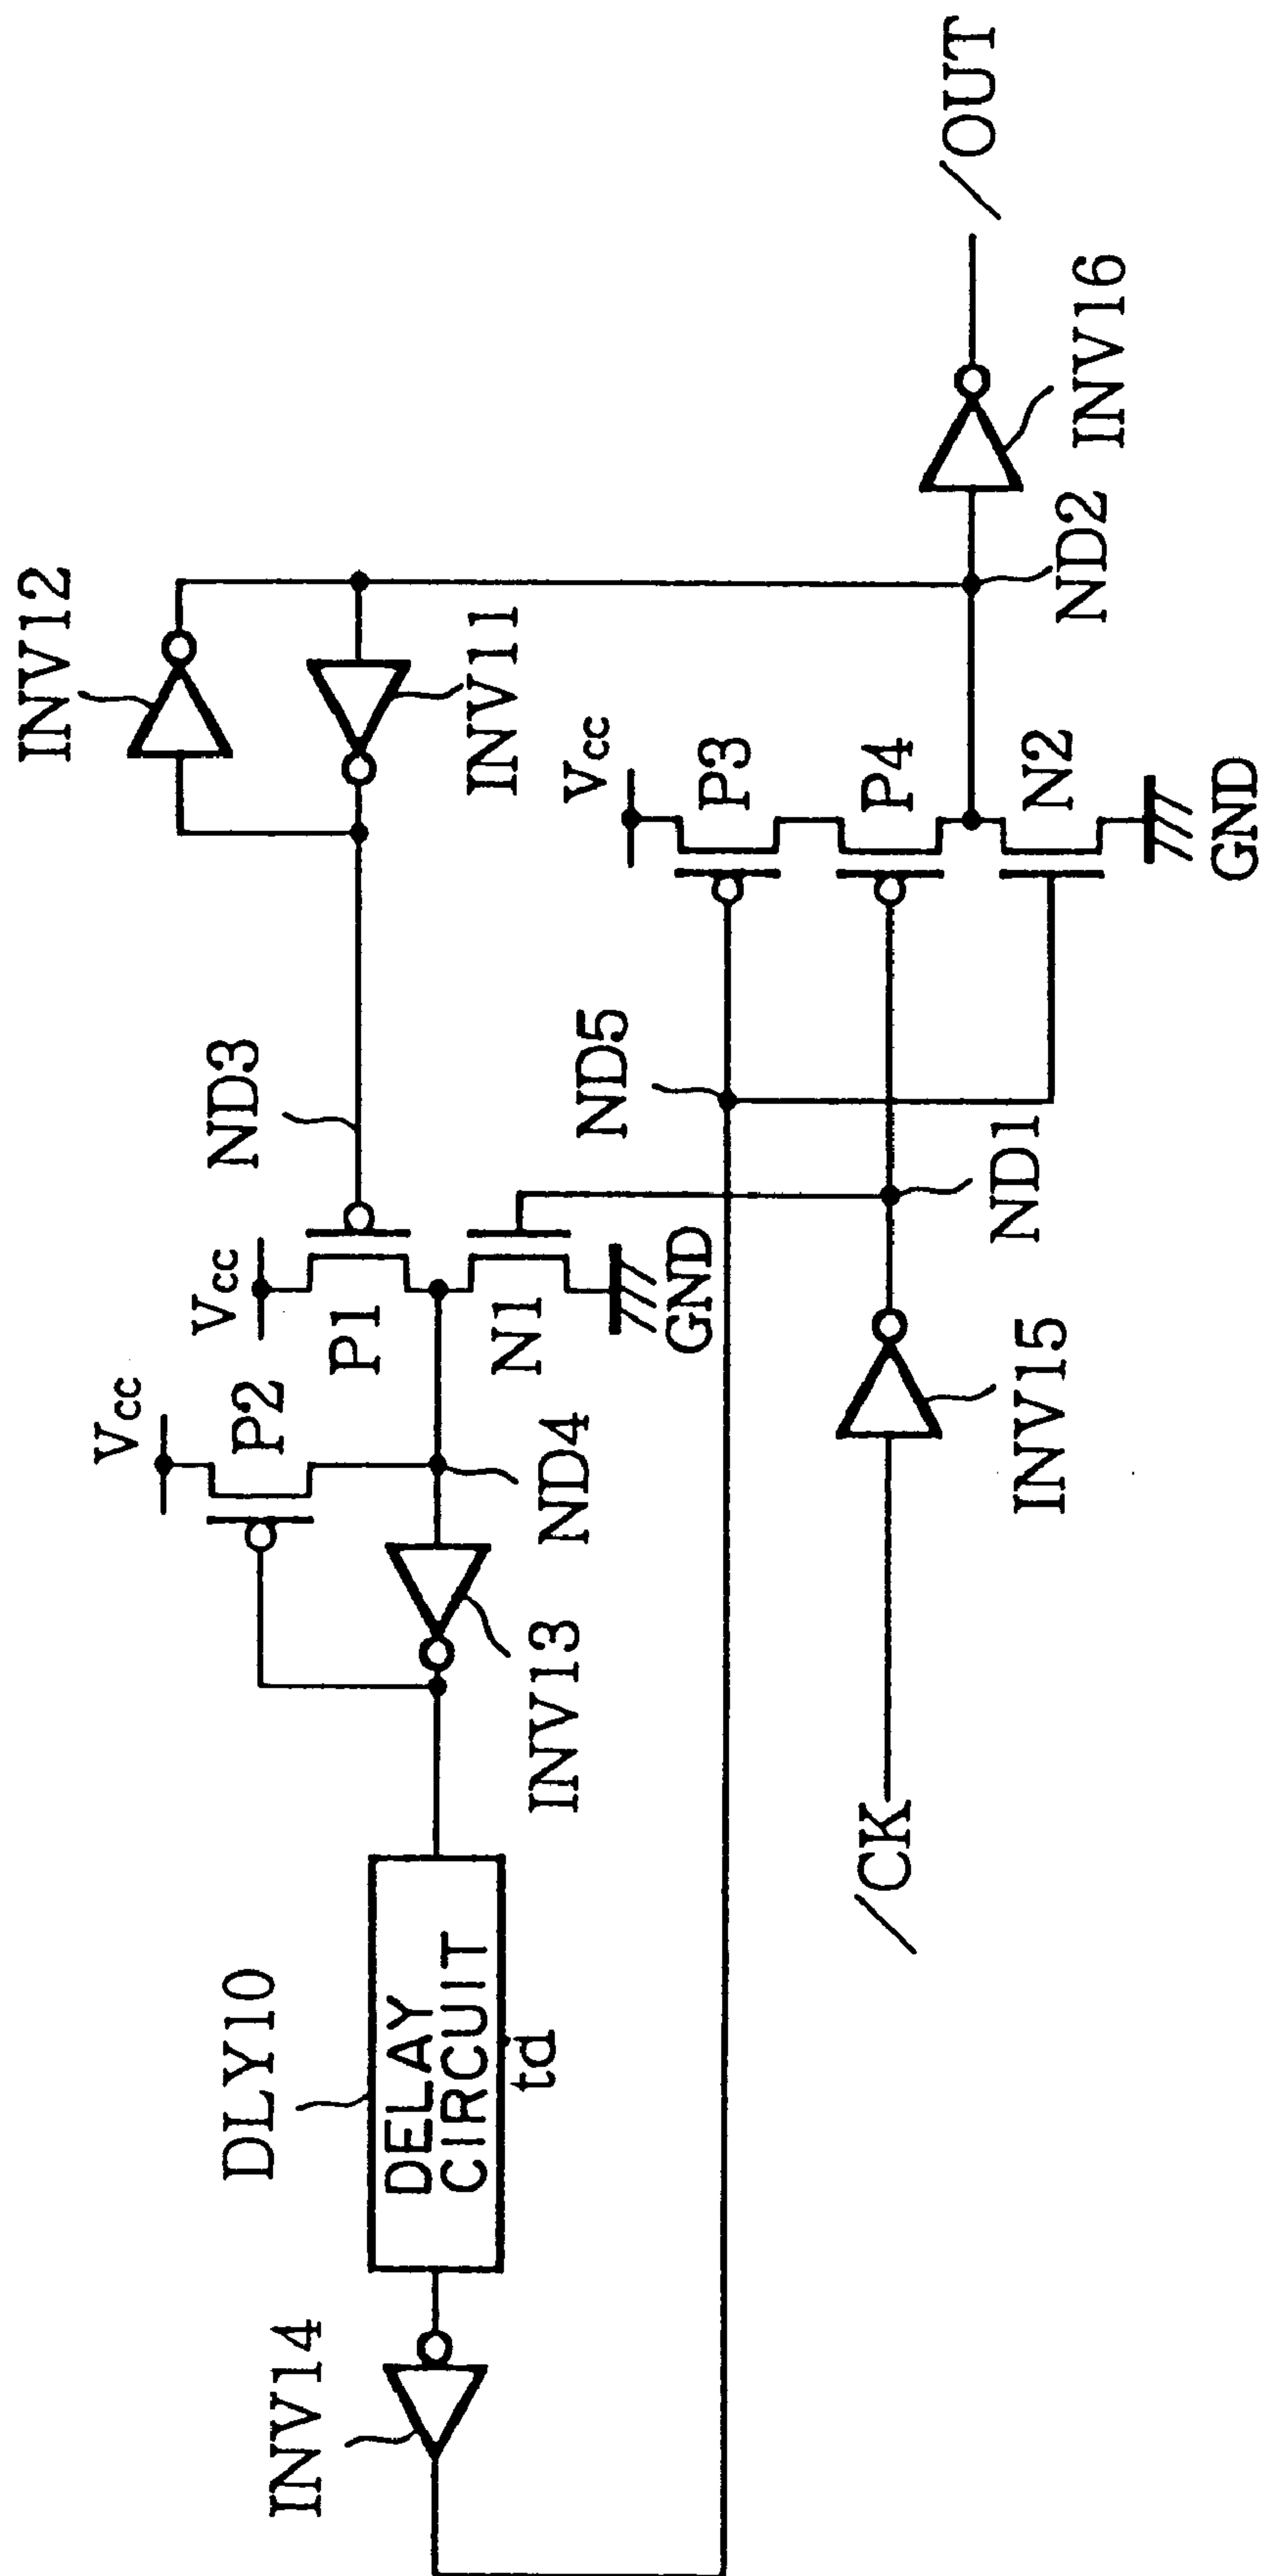 INV12
INV11
ND3
Vcc
P1
N1
GND
Vcc
P2
ND4
INV13
DLY10
DELAY
CIRCUIT
td
INV14
ND5
Vcc
P3
P4
N2
GND
ND1
INV15
/CK
ND2
INV16
/OUT